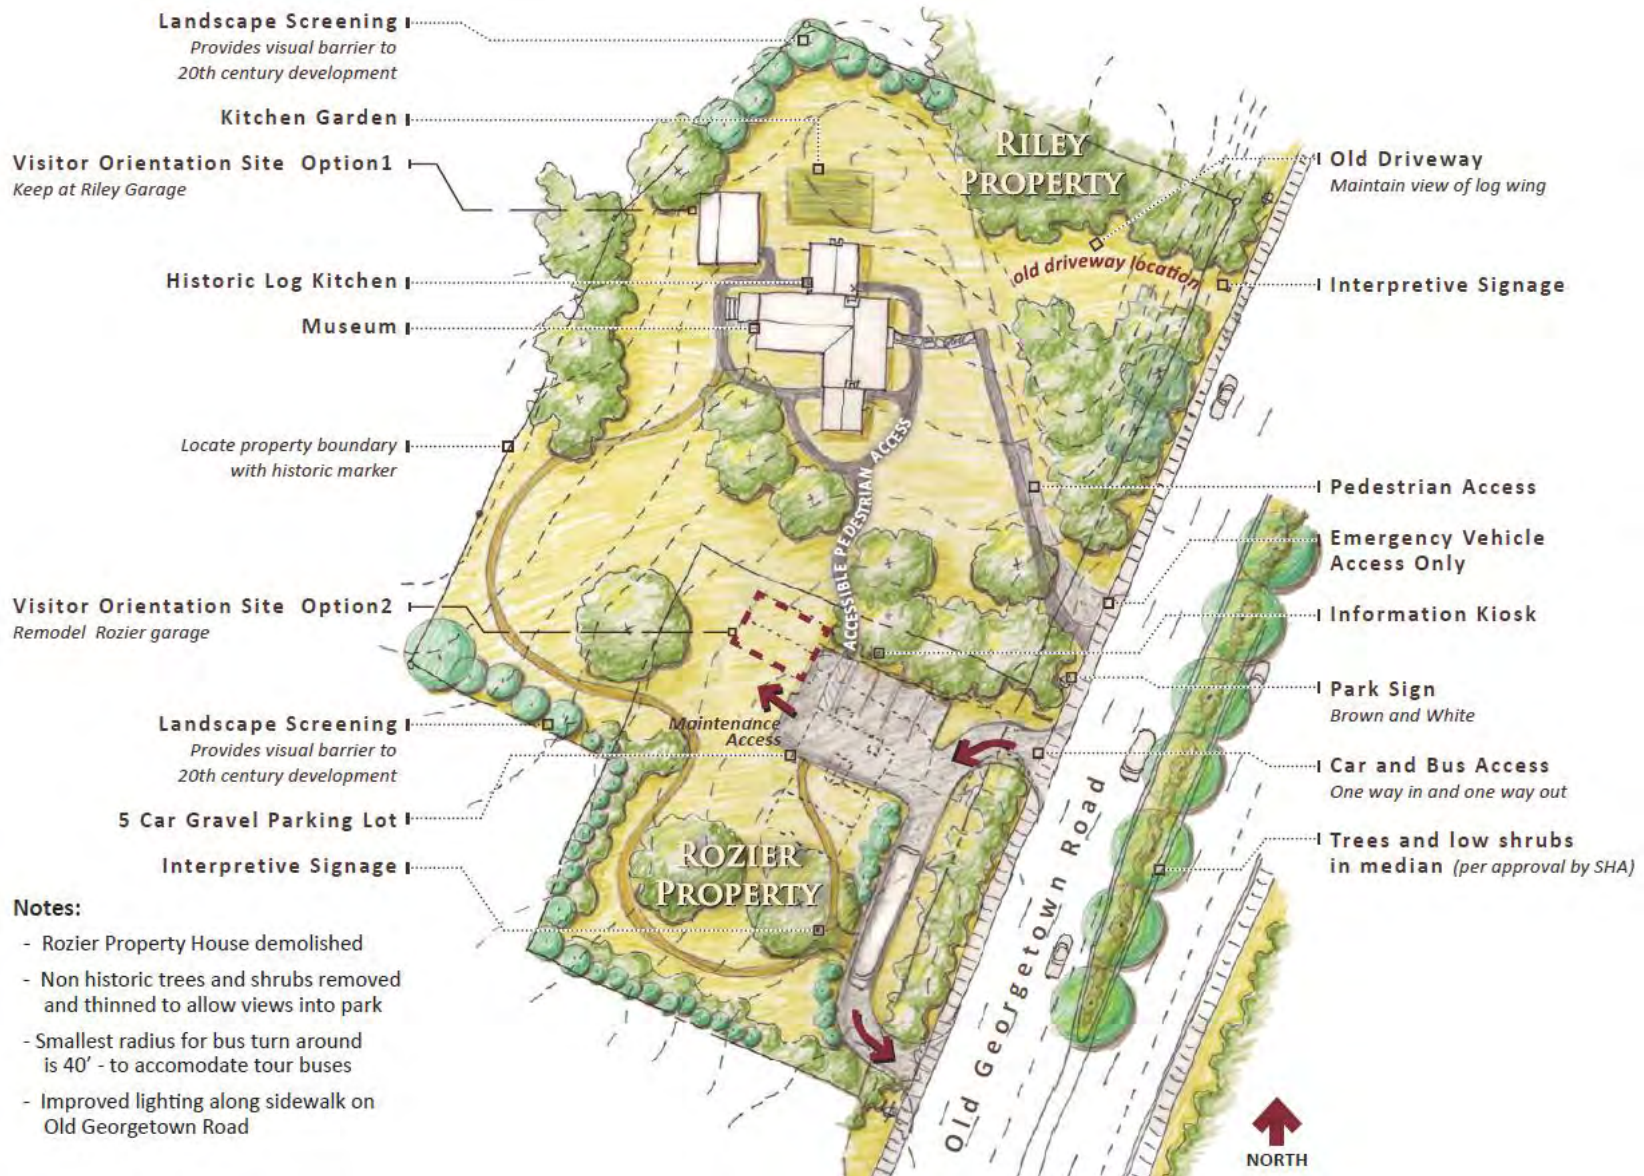 Landscape Screening
Provides visual barrier to
20th century development
Kitchen Garden
Visitor Orientation Site Option1
Keep at Riley Garage
Historic Log Kitchen
Museum
Locate property boundary
with historic marker
Visitor Orientation Site Option2
Remodel Rozier garage
Landscape Screening
Provides visual barrier to
20th century development
5 Car Gravel Parking Lot
Interpretive Signage
Notes:
- Rozier Property House demolished
- Non historic trees and shrubs removed
and thinned to allow views into park
- Smallest radius for bus turn around
is 40' - to accomodate tour buses
- Improved lighting along sidewalk on
Old Georgetown Road
RILEY
PROPERTY
old driveway location
ACCESSIBLE PEDESTRIAN ACCESS
Maintenance
Access
ROZIER
PROPERTY
Old Georgetown Road
Old Driveway
Maintain view of log wing
Interpretive Signage
Pedestrian Access
Emergency Vehicle
Access Only
Information Kiosk
Park Sign
Brown and White
Car and Bus Access
One way in and one way out
Trees and low shrubs
in median (per approval by SHA)
NORTH